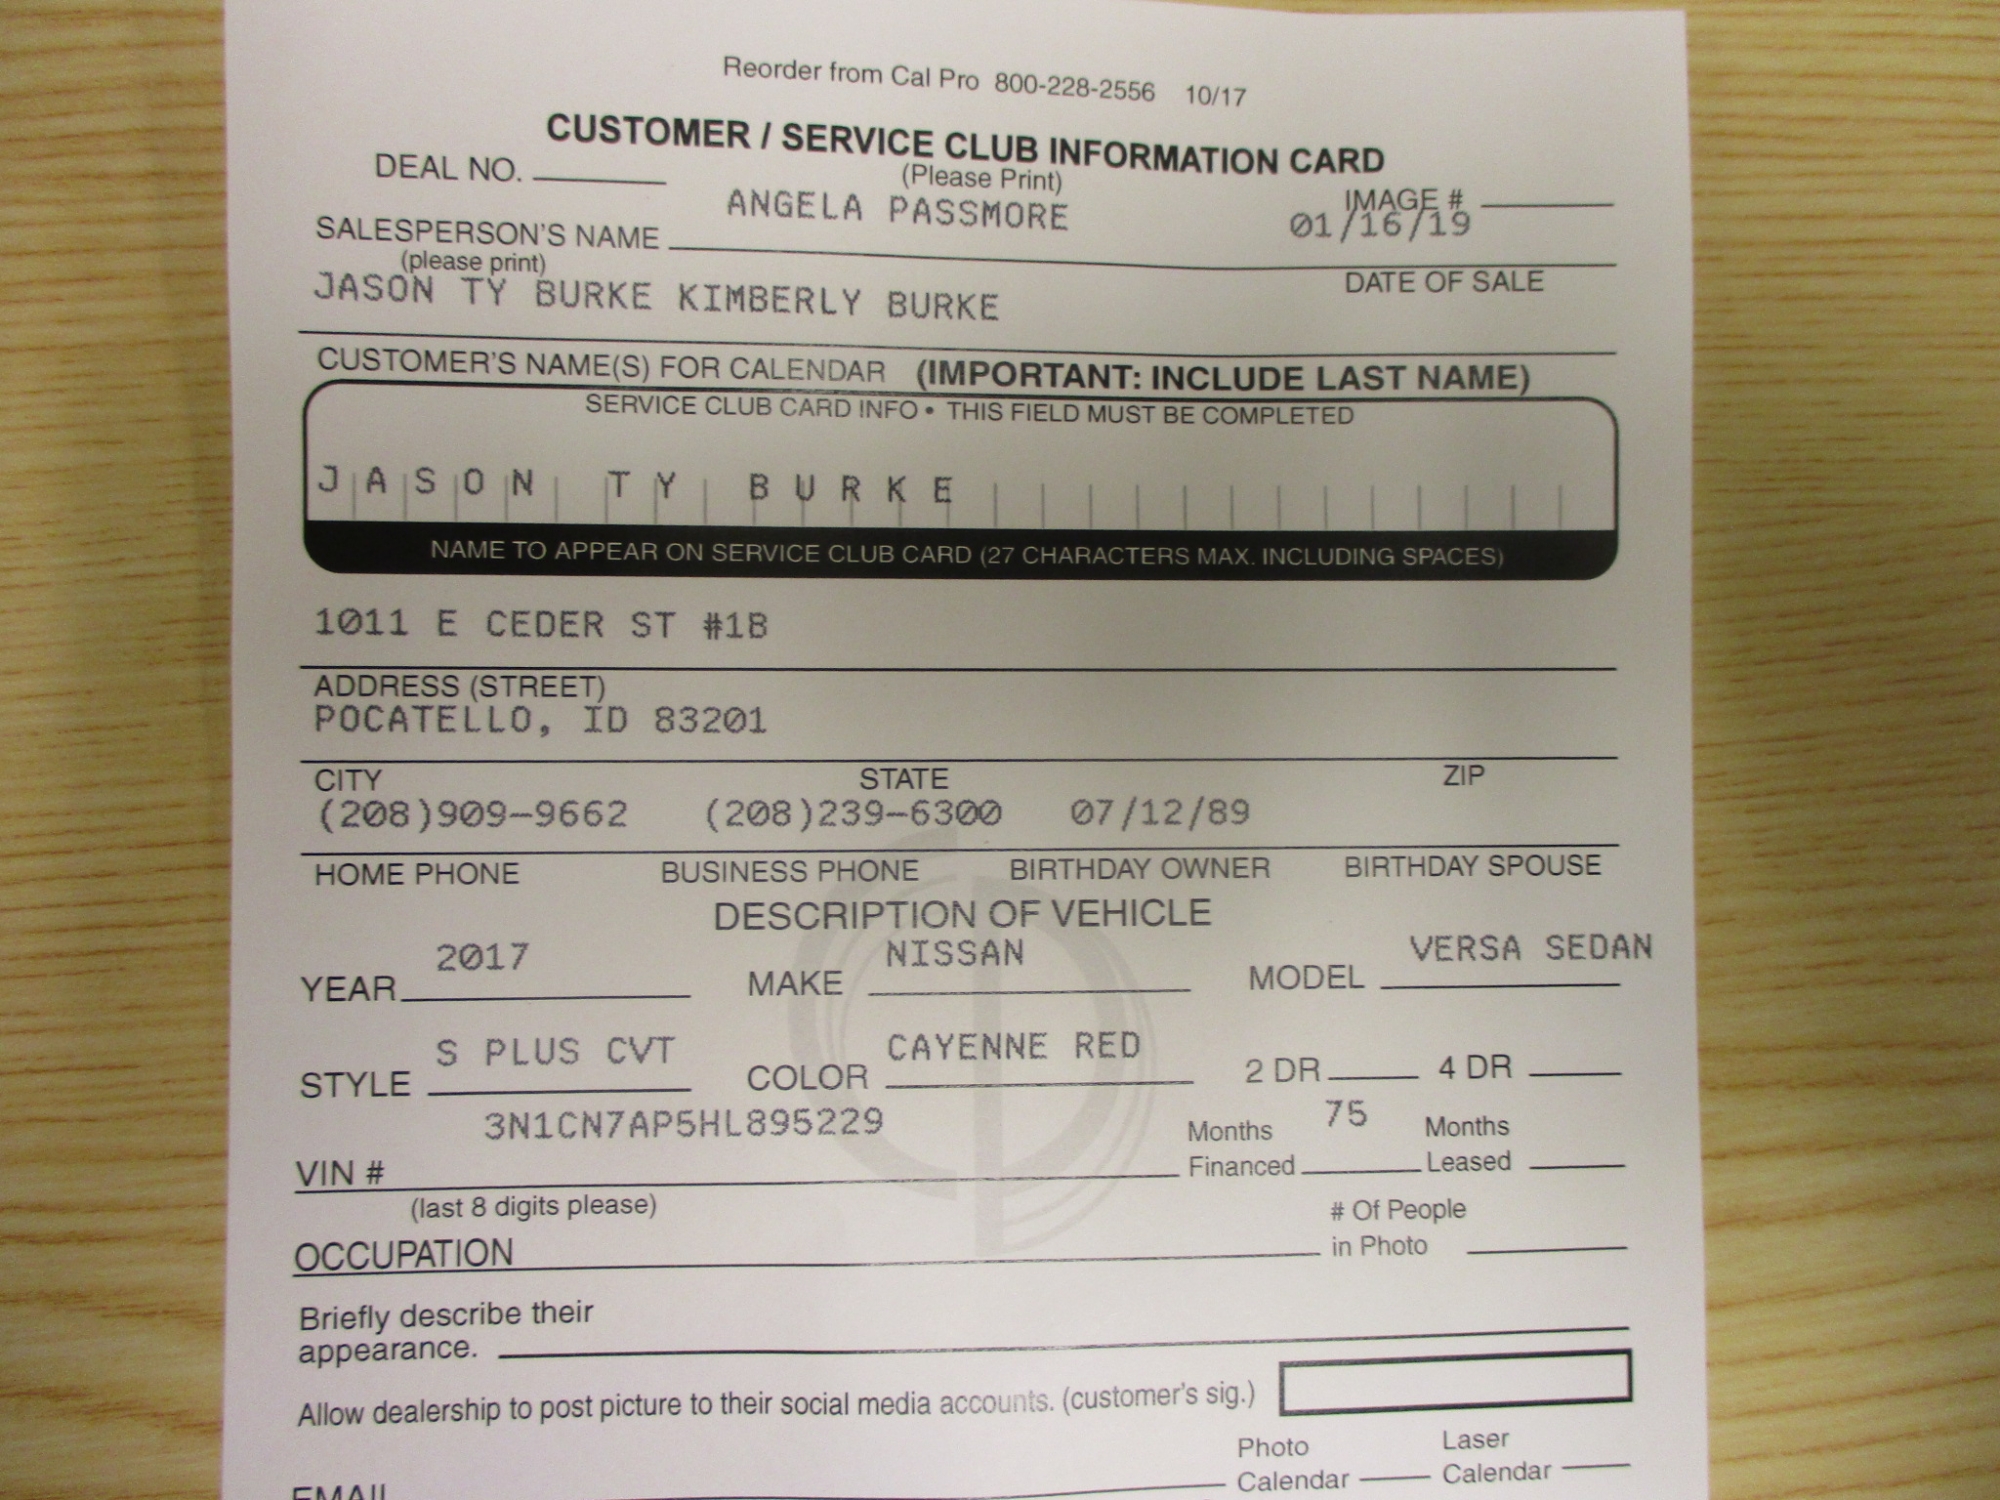 Reorder from Cal Pro 800-228-2556 10/17
CUSTOMER / SERVICE CLUB INFORMATION CARD
(Please Print)
DEAL NO.
IMAGE #
ANGELA PASSMORE 01/16/19
SALESPERSON'S NAME
(please print) DATE OF SALE
JASON TY BURKE KIMBERLY BURKE
CUSTOMER'S NAME(S) FOR CALENDAR (IMPORTANT: INCLUDE LAST NAME)
SERVICE CLUB CARD INFO • THIS FIELD MUST BE COMPLETED
JASON TY BURKE
NAME TO APPEAR ON SERVICE CLUB CARD (27 CHARACTERS MAX. INCLUDING SPACES)
1011 E CEDER ST #1B
ADDRESS (STREET)
POCATELLO, ID 83201
CITY STATE ZIP
(208)909-9662 (208)239-6300 07/12/89
HOME PHONE BUSINESS PHONE BIRTHDAY OWNER BIRTHDAY SPOUSE
DESCRIPTION OF VEHICLE
2017 NISSAN VERSA SEDAN
YEAR MAKE MODEL
S PLUS CVT CAYENNE RED
STYLE COLOR 2 DR 4 DR
3N1CN7AP5HL895229 Months 75 Months
VIN # Financed Leased
(last 8 digits please) # Of People
OCCUPATION in Photo
Briefly describe their
appearance.
Allow dealership to post picture to their social media accounts. (customer's sig.)
Photo Laser
EMAIL Calendar Calendar